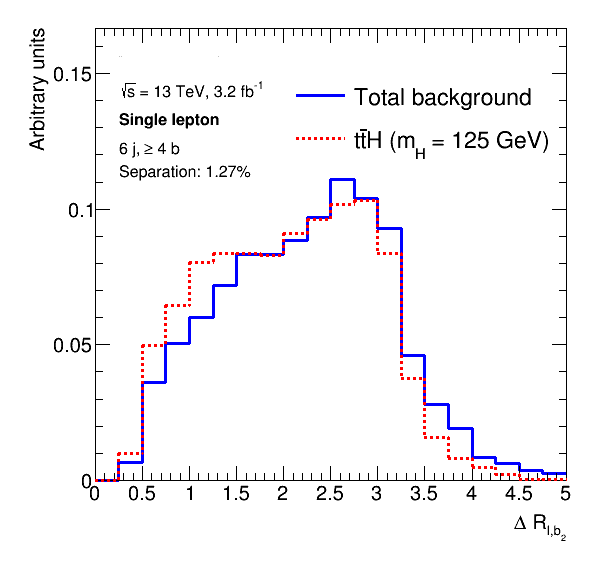 Arbitrary units
0.15
0.1
0.05
0
√s = 13 TeV, 3.2 fb⁻¹
Single lepton
6 j, ≥ 4 b
Separation: 1.27%
Total background
tt̄H (m_H = 125 GeV)
0 0.5 1 1.5 2 2.5 3 3.5 4 4.5 5
Δ R_l,b₂